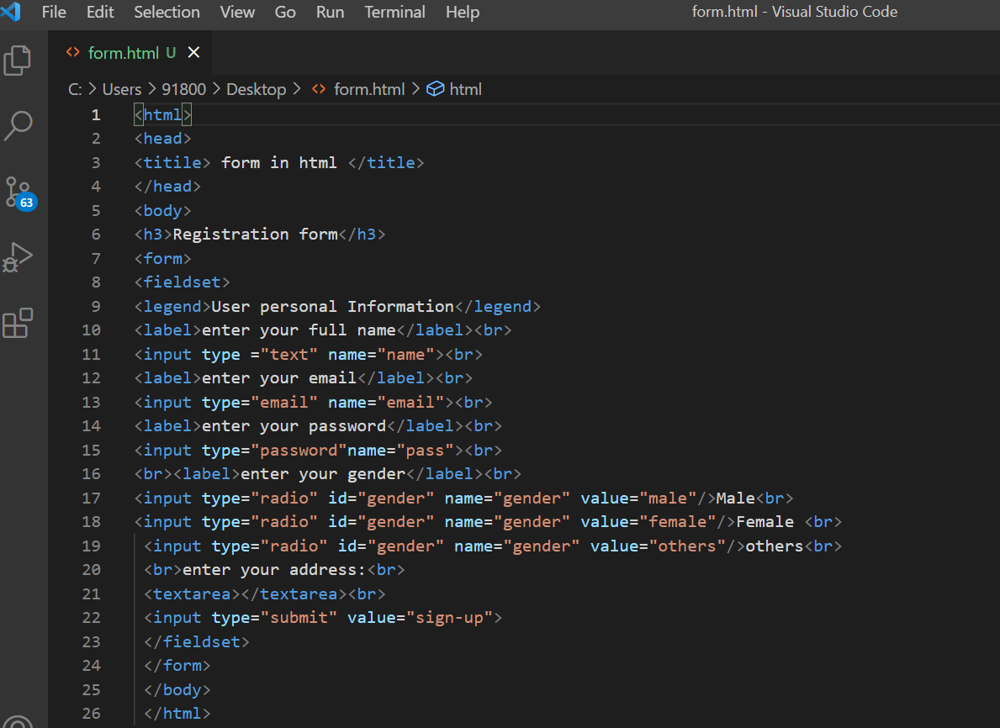 File Edit Selection View Go Run Terminal Help form.html - Visual Studio Code
<> form.html U ×
C: > Users > 91800 > Desktop > <> form.html > html
1 <html>
2 <head>
3 <titile> form in html </title>
63
4 </head>
5 <body>
6 <h3>Registration form</h3>
7 <form>
8 <fieldset>
9 <legend>User personal Information</legend>
10 <label>enter your full name</label><br>
11 <input type ="text" name="name"><br>
12 <label>enter your email</label><br>
13 <input type="email" name="email"><br>
14 <label>enter your password</label><br>
15 <input type="password"name="pass"><br>
16 <br><label>enter your gender</label><br>
17 <input type="radio" id="gender" name="gender" value="male"/>Male<br>
18 <input type="radio" id="gender" name="gender" value="female"/>Female <br>
19  <input type="radio" id="gender" name="gender" value="others"/>others<br>
20  <br>enter your address:<br>
21  <textarea></textarea><br>
22  <input type="submit" value="sign-up">
23  </fieldset>
24  </form>
25  </body>
26  </html>